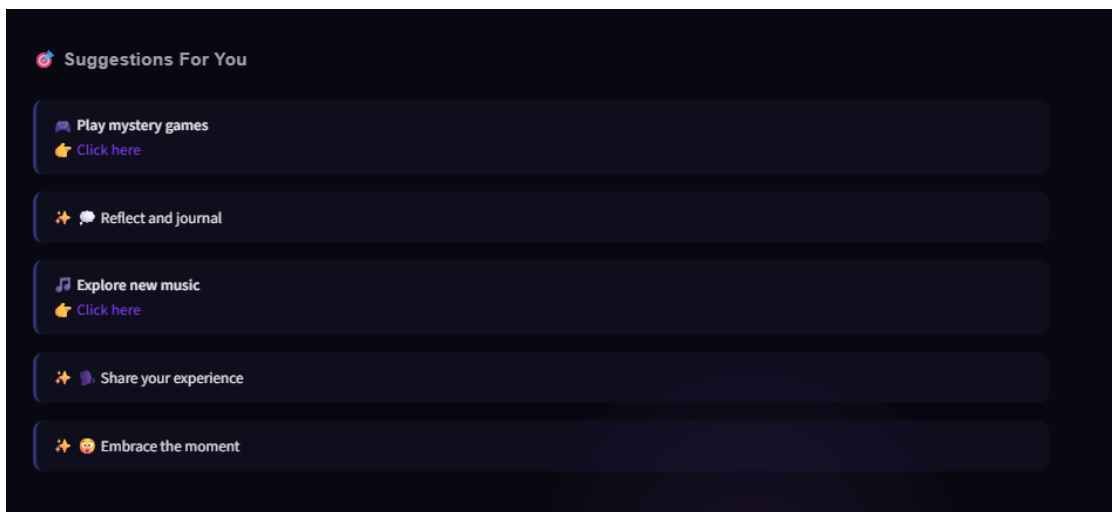 🎯 Suggestions For You
🎮 Play mystery games
👉 Click here
✨ 💭 Reflect and journal
🎵 Explore new music
👉 Click here
✨ 🗣 Share your experience
✨ 😲 Embrace the moment